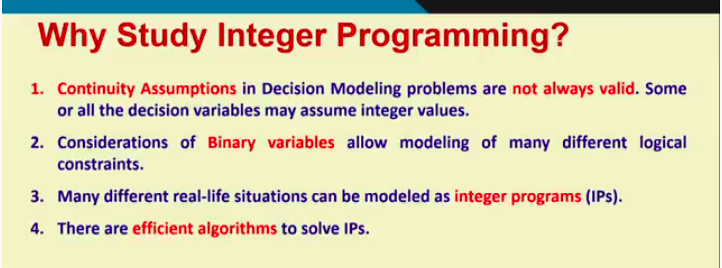 Why Study Integer Programming?
1. Continuity Assumptions in Decision Modeling problems are not always valid. Some
or all the decision variables may assume integer values.
2. Considerations of Binary variables allow modeling of many different logical
constraints.
3. Many different real-life situations can be modeled as integer programs (IPs).
4. There are efficient algorithms to solve IPs.